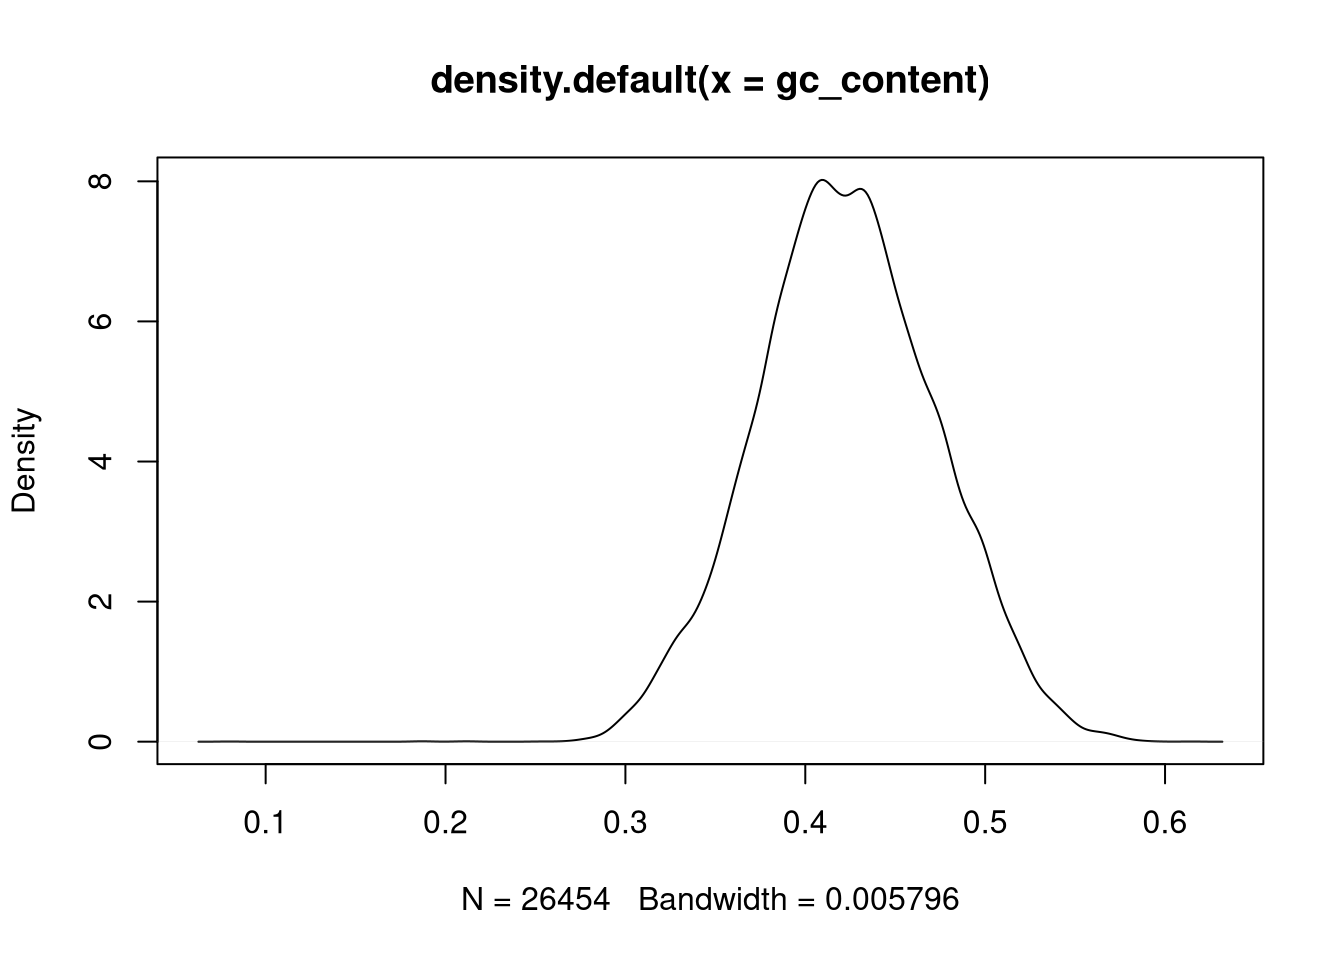 density.default(x = gc_content)
Density
8
6
4
2
0
0.1 0.2 0.3 0.4 0.5 0.6
N = 26454 Bandwidth = 0.005796